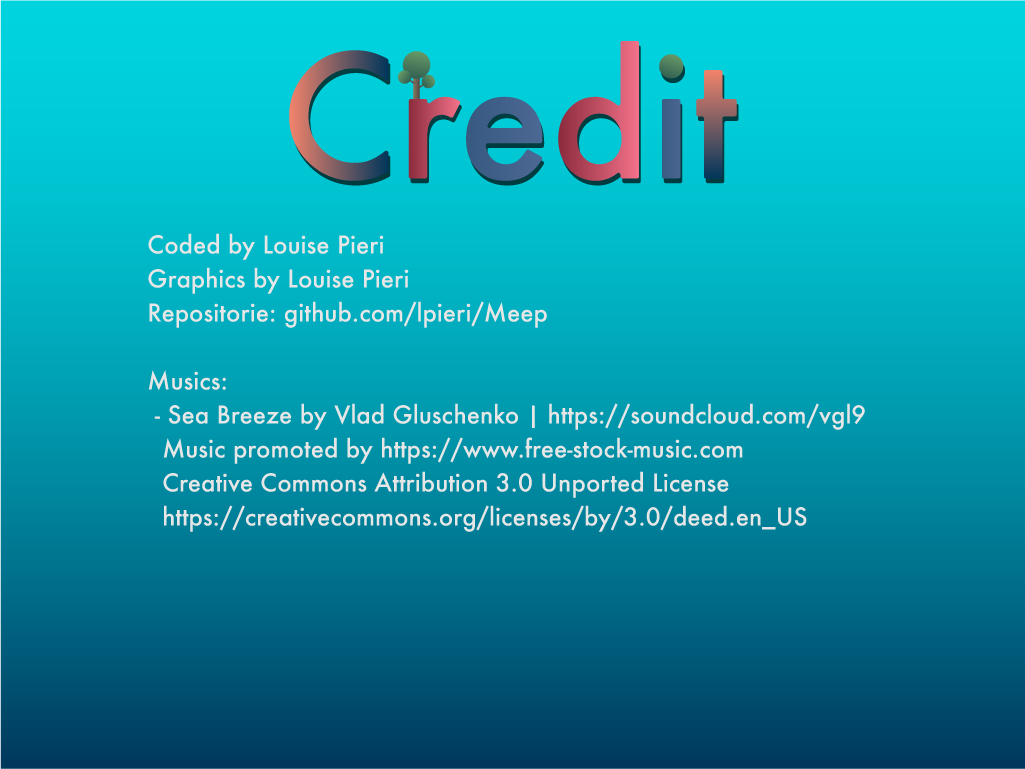 Credit
Coded by Louise Pieri
Graphics by Louise Pieri
Repositorie: github.com/lpieri/Meep
Musics:
- Sea Breeze by Vlad Gluschenko | https://soundcloud.com/vgl9
Music promoted by https://www.free-stock-music.com
Creative Commons Attribution 3.0 Unported License
https://creativecommons.org/licenses/by/3.0/deed.en_US